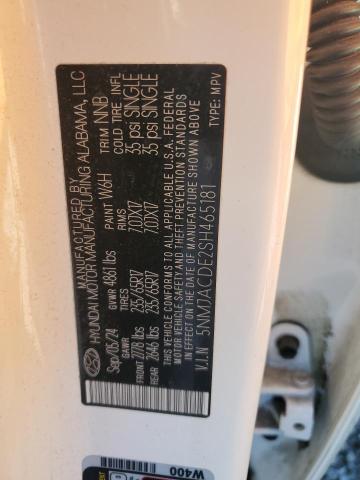 HYUNDAI MOTOR MANUFACTURING ALABAMA, LLC
Sep/05/24 GVWR 4861 lbs PAINT W6H TRIM NNB
GAWR TIRES RIMS COLD TIRE INFL
FRONT 2778 lbs 235/65R17 7.0JX17 35 psi SINGLE
REAR 2646 lbs 235/65R17 7.0JX17 35 psi SINGLE
THIS VEHICLE CONFORMS TO ALL APPLICABLE U.S.A. FEDERAL
MOTOR VEHICLE SAFETY AND THEFT PREVENTION STANDARDS
IN EFFECT ON THE DATE OF MANUFACTURE SHOWN ABOVE
V.I.N 5NMJACDE2SH465181 TYPE: MPV
W400